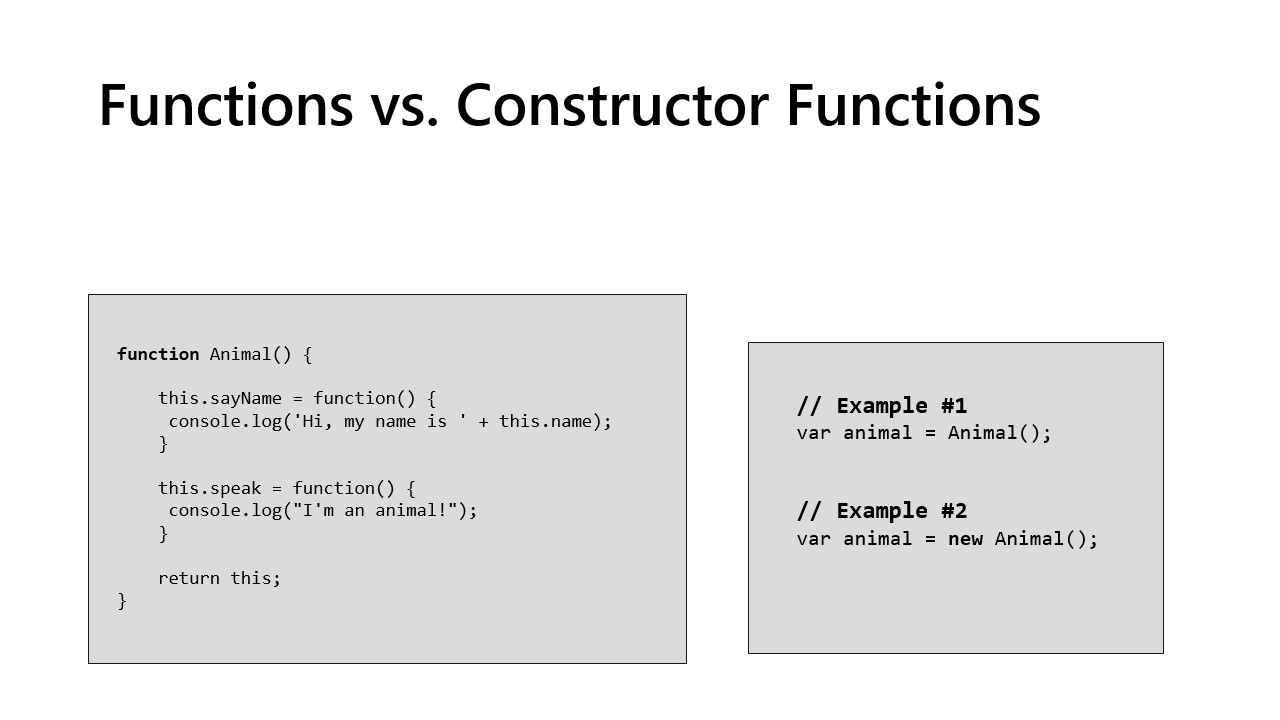 Functions vs. Constructor Functions
function Animal() {
this.sayName = function() {
console.log('Hi, my name is ' + this.name);
}
this.speak = function() {
console.log("I'm an animal!");
}
return this;
}
// Example #1
var animal = Animal();
// Example #2
var animal = new Animal();